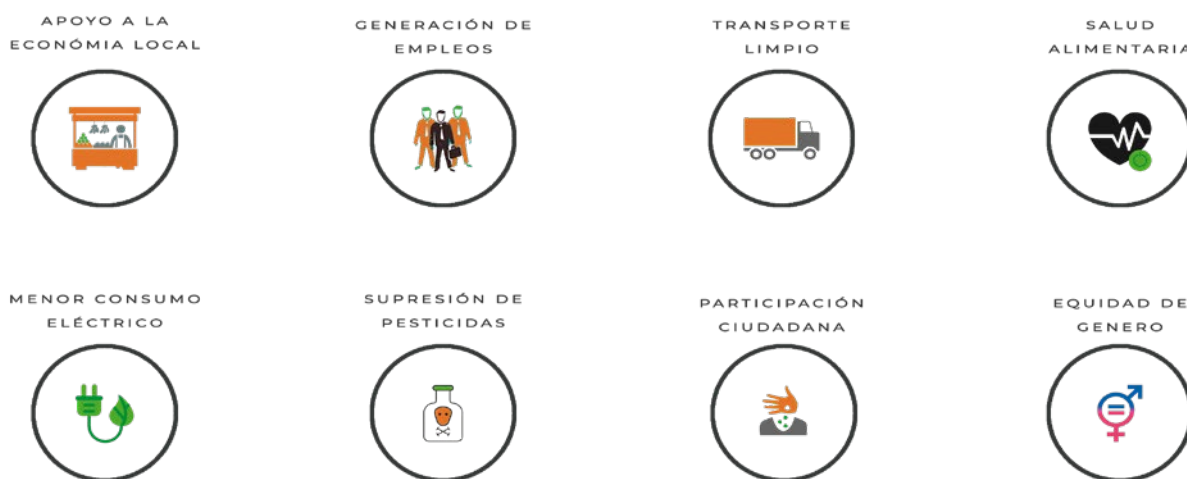 APOYO A LA
ECONÓMIA LOCAL
GENERACIÓN DE
EMPLEOS
TRANSPORTE
LIMPIO
SALUD
ALIMENTARIA
MENOR CONSUMO
ELÉCTRICO
SUPRESIÓN DE
PESTICIDAS
PARTICIPACIÓN
CIUDADANA
EQUIDAD DE
GENERO